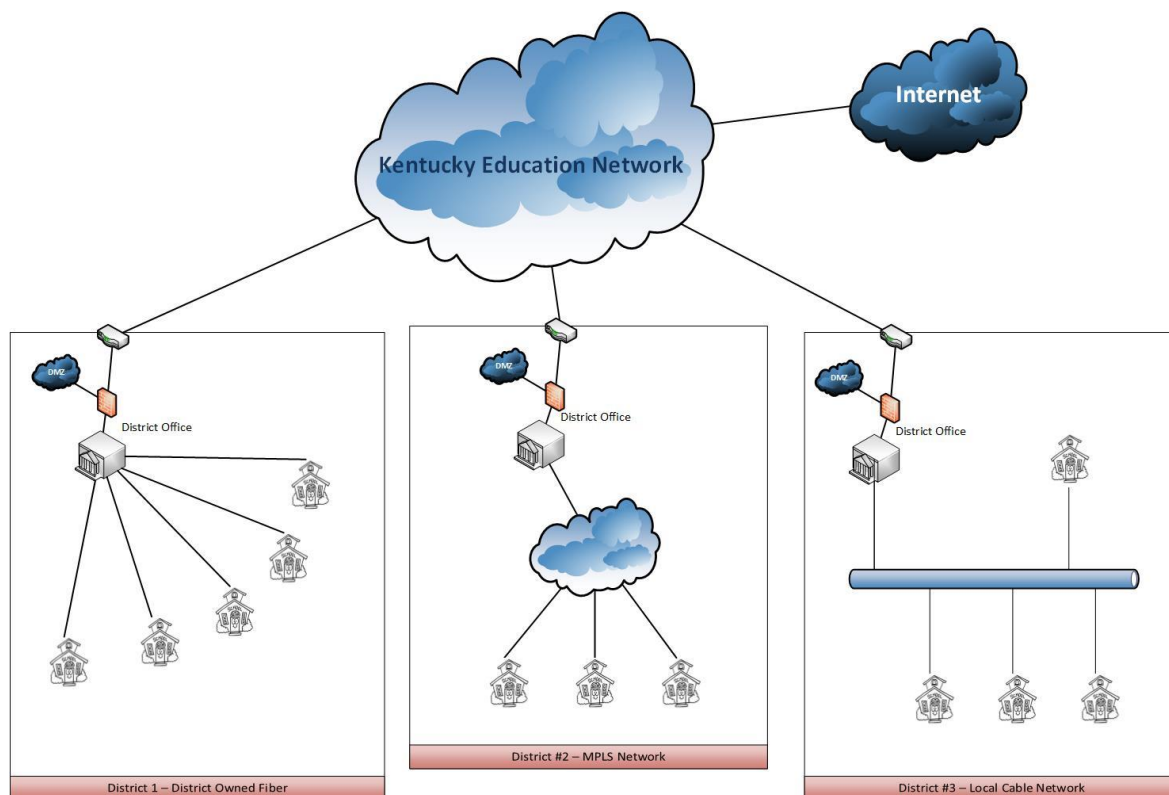 Internet
Kentucky Education Network
DMZ
District Office
DMZ
District Office
DMZ
District Office
District 1 – District Owned Fiber
District #2 – MPLS Network
District #3 – Local Cable Network